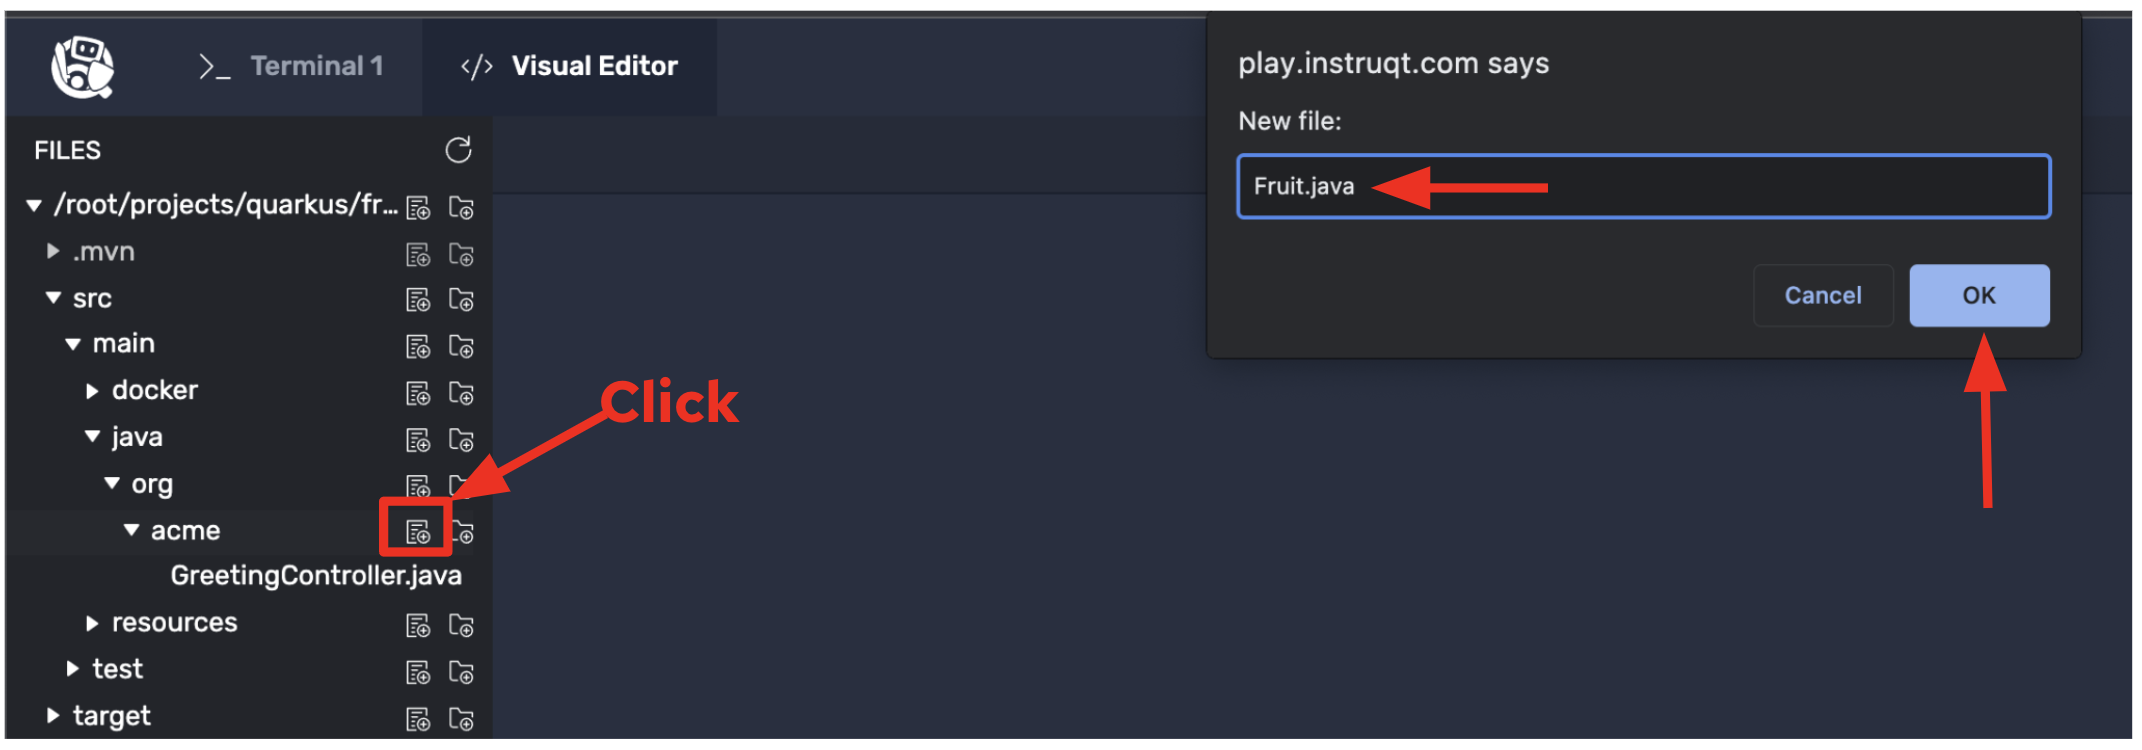 >_ Terminal 1
</> Visual Editor
FILES
/root/projects/quarkus/fr...
.mvn
src
main
docker
java
org
acme
GreetingController.java
resources
test
target
Click
play.instruqt.com says
New file:
Fruit.java
Cancel
OK